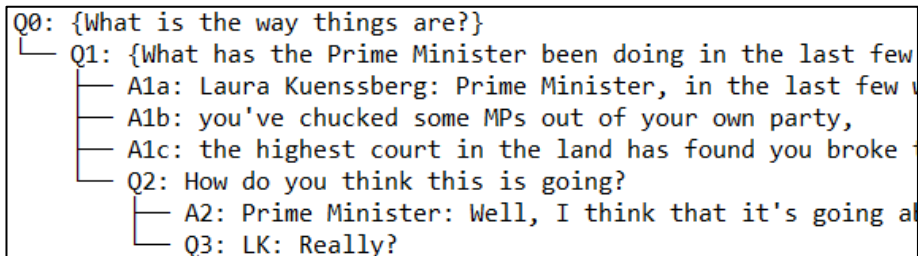 Q0: {What is the way things are?}
Q1: {What has the Prime Minister been doing in the last few
A1a: Laura Kuenssberg: Prime Minister, in the last few
A1b: you've chucked some MPs out of your own party,
A1c: the highest court in the land has found you broke
Q2: How do you think this is going?
A2: Prime Minister: Well, I think that it's going
Q3: LK: Really?